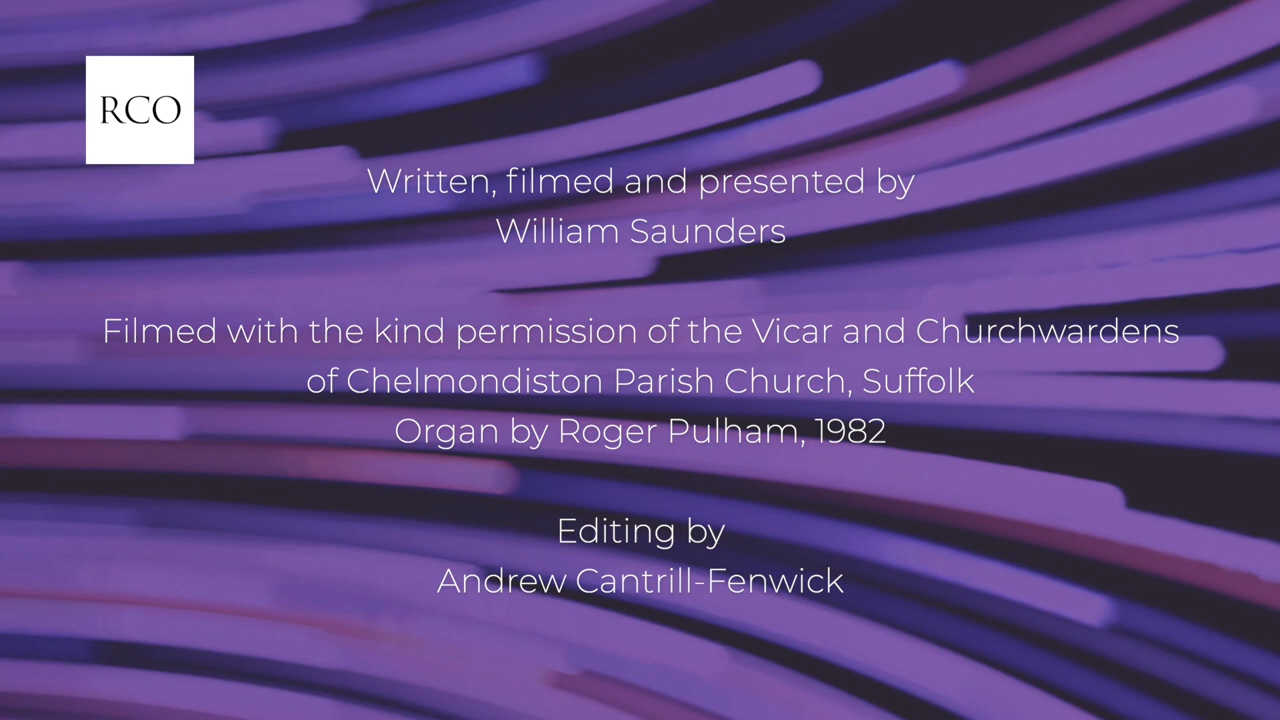 RCO
Written, filmed and presented by
William Saunders
Filmed with the kind permission of the Vicar and Churchwardens
of Chelmondiston Parish Church, Suffolk
Organ by Roger Pulham, 1982
Editing by
Andrew Cantrill-Fenwick